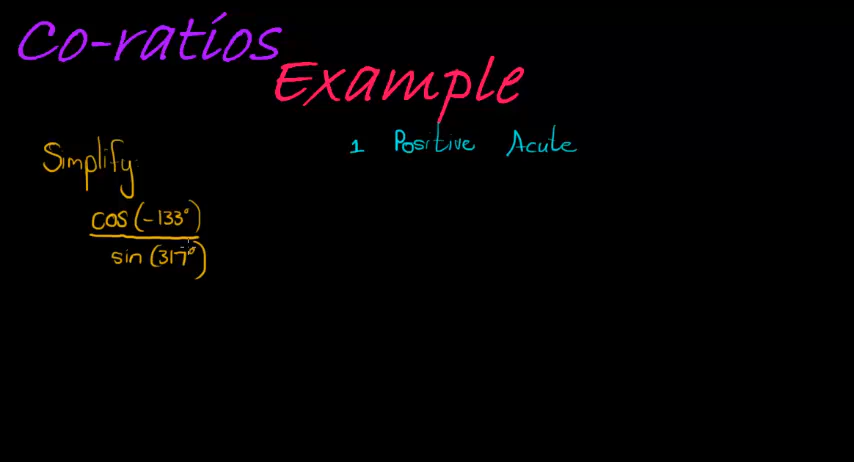 Co-ratios
Example
Simplify
1 Positive Acute
cos (-133°)
sin (317°)